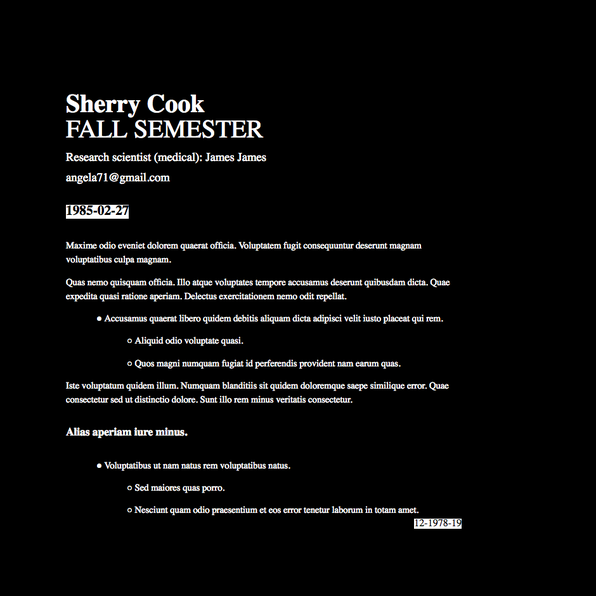 Sherry Cook
FALL SEMESTER
Research scientist (medical): James James
angela71@gmail.com
1985-02-27
Maxime odio eveniet dolorem quaerat officia. Voluptatem fugit consequuntur deserunt magnam
voluptatibus culpa magnam.
Quas nemo quisquam officia. Illo atque voluptates tempore accusamus deserunt quibusdam dicta. Quae
expedita quasi ratione aperiam. Delectus exercitationem nemo odit repellat.
Accusamus quaerat libero quidem debitis aliquam dicta adipisci velit iusto placeat qui rem.
Aliquid odio voluptate quasi.
Quos magni numquam fugiat id perferendis provident nam earum quas.
Iste voluptatum quidem illum. Numquam blanditiis sit quidem doloremque saepe similique error. Quae
consectetur sed ut distinctio dolore. Sunt illo rem minus veritatis consectetur.
Alias aperiam iure minus.
Voluptatibus ut nam natus rem voluptatibus natus.
Sed maiores quas porro.
Nesciunt quam odio praesentium et eos error tenetur laborum in totam amet.
12-1978-19